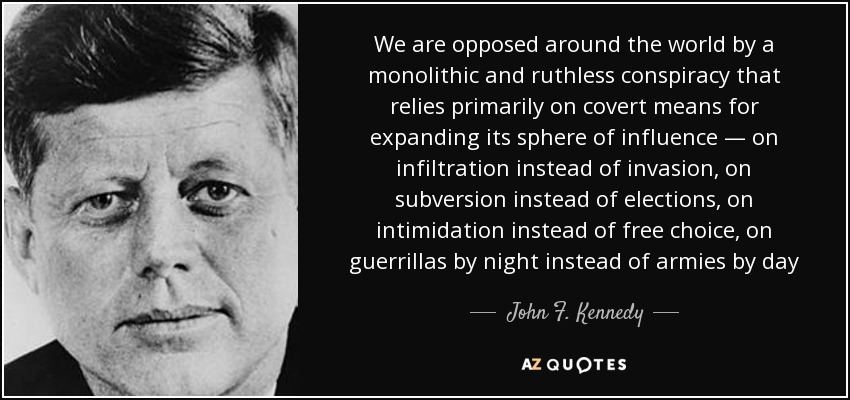 We are opposed around the world by a
monolithic and ruthless conspiracy that
relies primarily on covert means for
expanding its sphere of influence — on
infiltration instead of invasion, on
subversion instead of elections, on
intimidation instead of free choice, on
guerrillas by night instead of armies by day
John F. Kennedy
AZ QUOTES